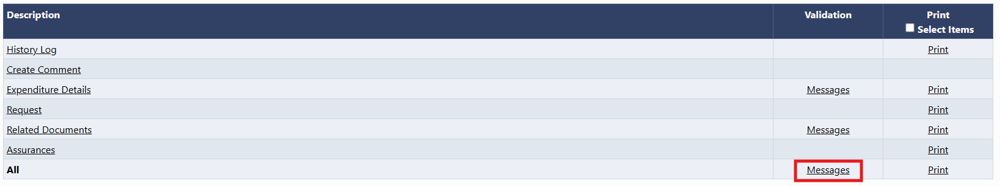 Description Validation Print
Select Items
History Log Print
Create Comment
Expenditure Details Messages Print
Request Print
Related Documents Messages Print
Assurances Print
All Messages Print